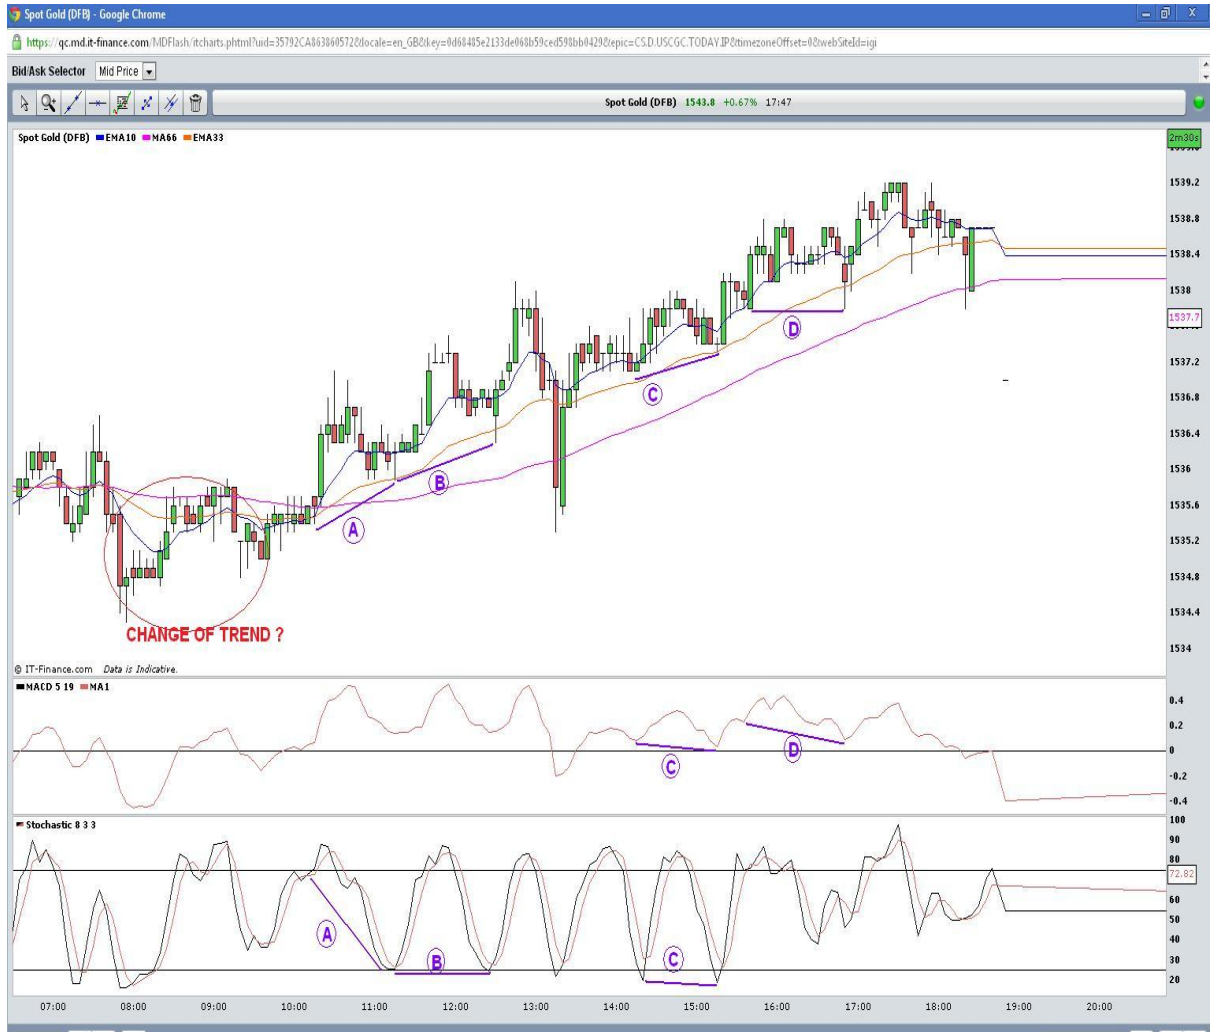 Spot Gold (DFB) - Google Chrome
https://qc.md.it-finance.com/MDFlash/itcharts.phtml?uid=35792CA863860572&locale=en_GB&key=0d68485e2133de068b59ced598bb0429&epic=CS.D.USCGC.TODAY.IP&timezoneOffset=0&webSiteId=igi
Bid/Ask Selector Mid Price
Spot Gold (DFB) 1543.8 +0.67% 17:47
Spot Gold (DFB) EMA10 MA66 EMA33
2m30s
1539.2
1538.8
1538.4
1538
1537.7
D
1537.2
C
1536.8
1536.4
1536
B
1535.6
A
1535.2
1534.8
1534.4
CHANGE OF TREND ?
1534
© IT-Finance.com Data is Indicative.
MACD 5 19 MA1
0.4
0.2
C D
0
-0.2
-0.4
Stochastic 8 3 3
100
90
80
72.82
60
50
A B C
40
30
20
07:00 08:00 09:00 10:00 11:00 12:00 13:00 14:00 15:00 16:00 17:00 18:00 19:00 20:00